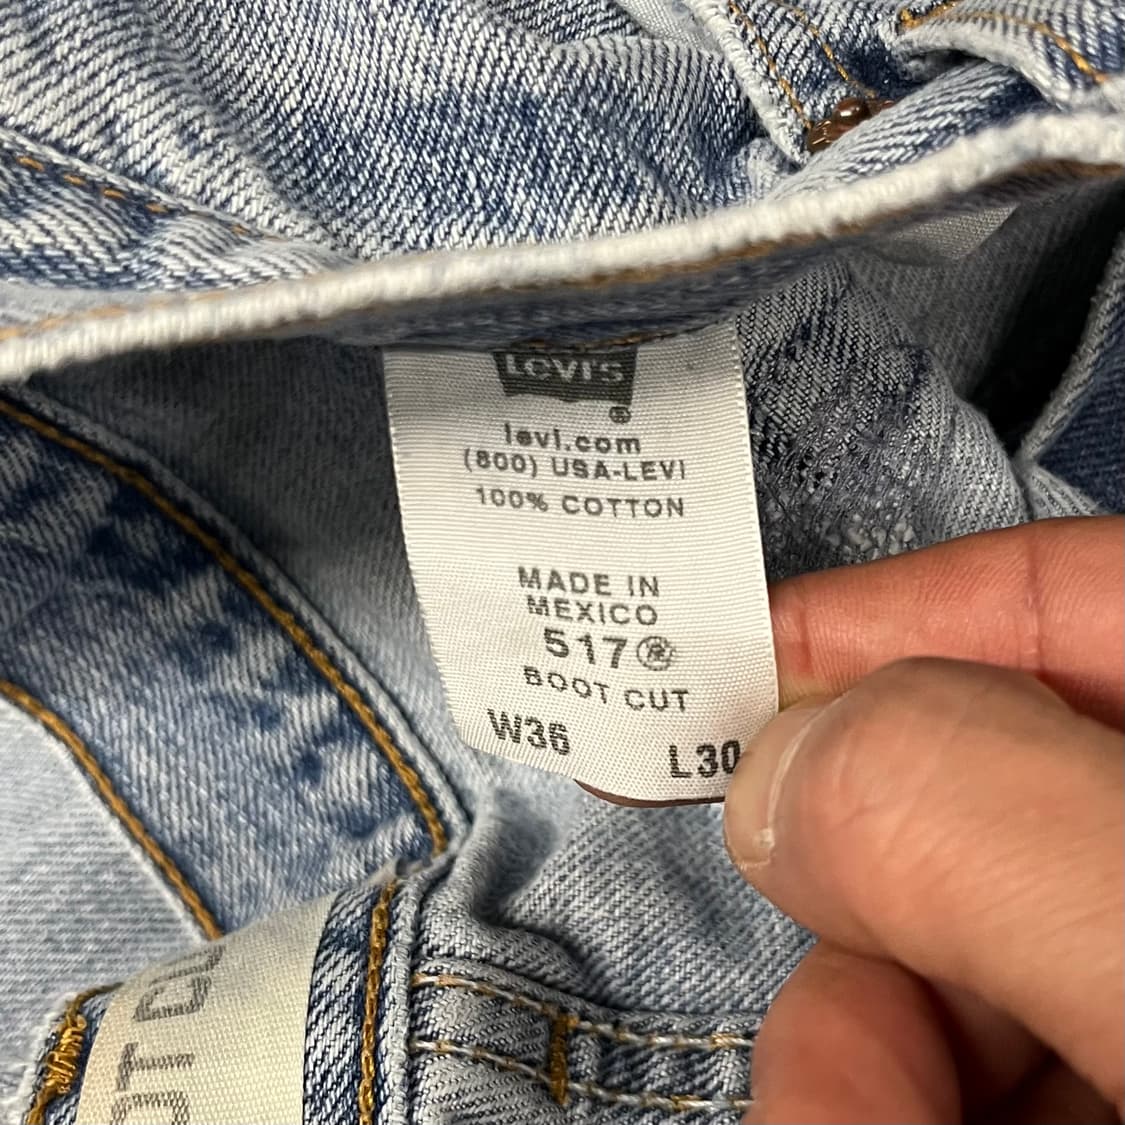 LEVI'S
®
levi.com
(800) USA-LEVI
100% COTTON
MADE IN
MEXICO
517®
BOOT CUT
W36 L30